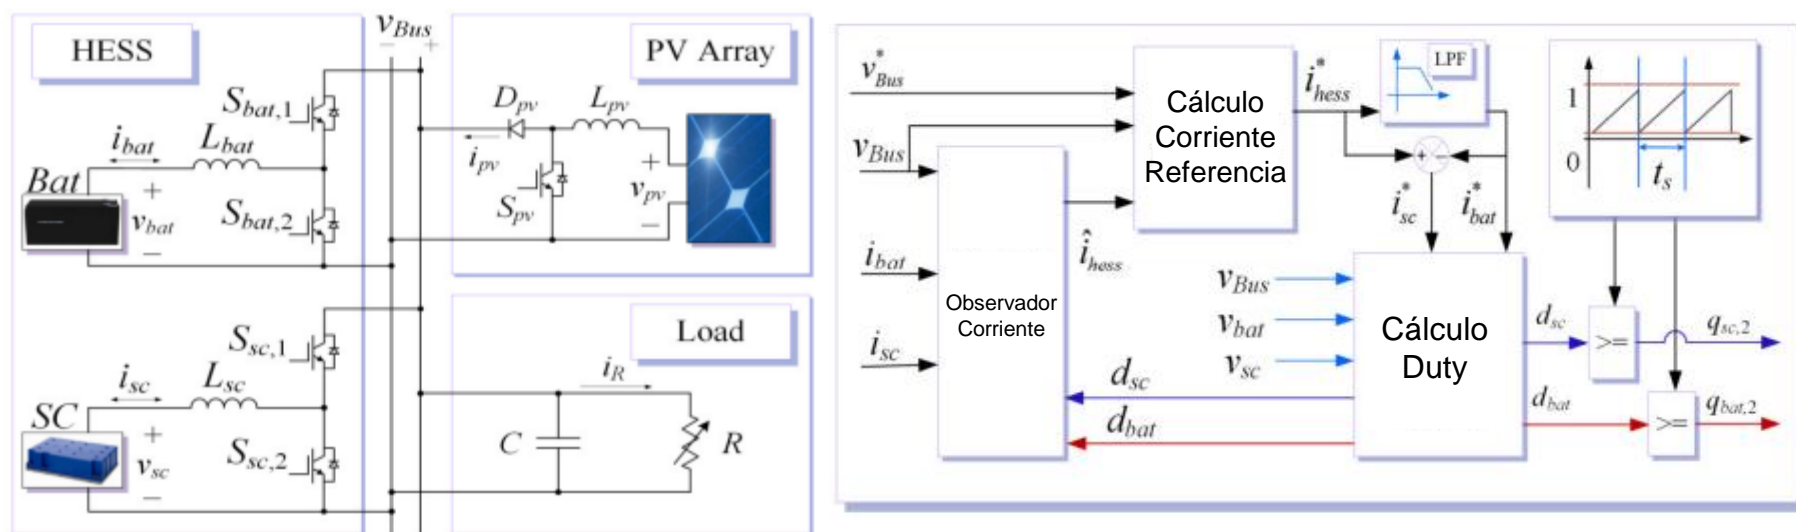 v_Bus
− +
HESS
S_bat,1
i_bat
L_bat
Bat
+
v_bat
−
S_bat,2
S_sc,1
i_sc
L_sc
SC
+
v_sc
−
S_sc,2
PV Array
D_pv
L_pv
i_pv
S_pv
+
v_pv
−
Load
i_R
C
R
v*_Bus
v_Bus
i_bat
i_sc
Observador
Corriente
î_hess
Cálculo
Corriente
Referencia
i*_hess
LPF
+ −
i*_sc
i*_bat
1
0
t_s
v_Bus
v_bat
v_sc
Cálculo
Duty
d_sc
d_bat
d_sc
>=
q_sc,2
d_bat
>=
q_bat,2